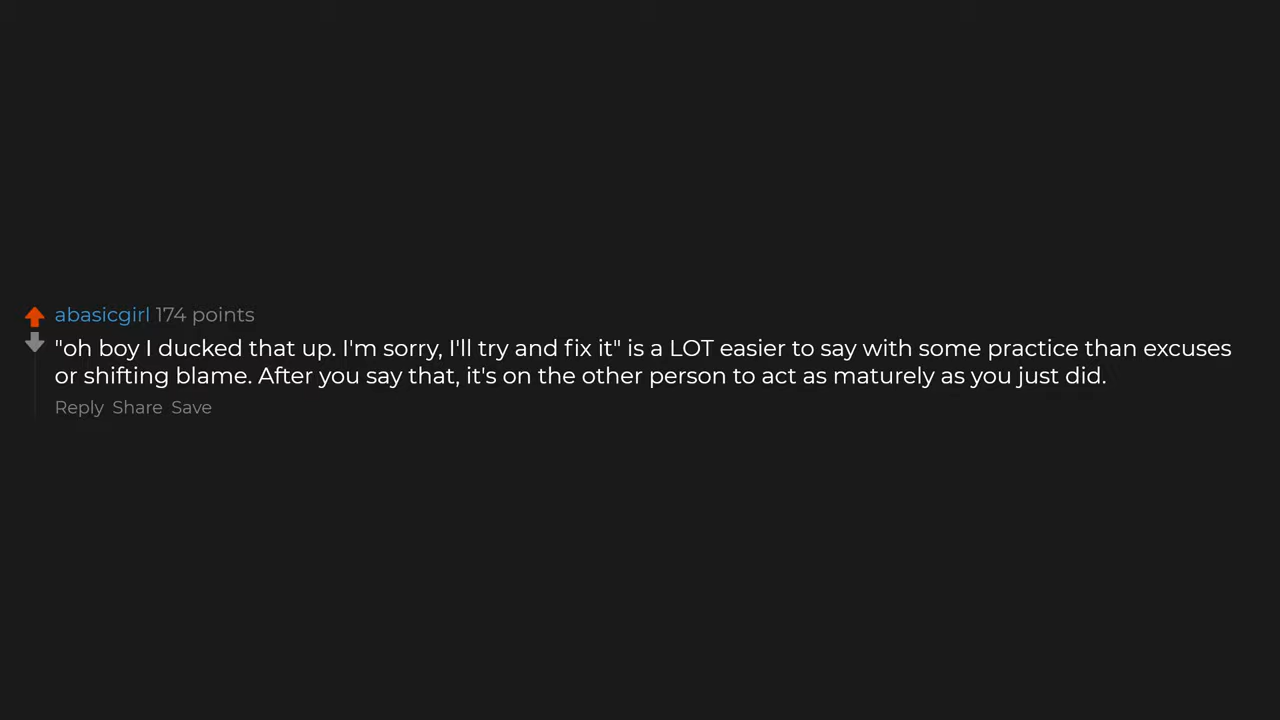 abasicgirl 174 points
"oh boy I ducked that up. I'm sorry, I'll try and fix it" is a LOT easier to say with some practice than excuses
or shifting blame. After you say that, it's on the other person to act as maturely as you just did.
Reply Share Save